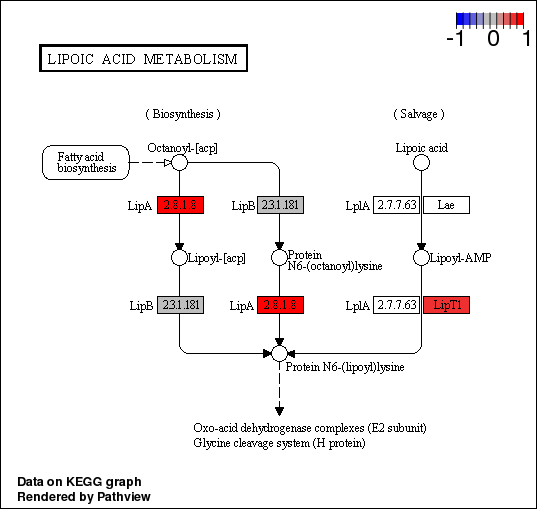 -1 0 1
LIPOIC ACID METABOLISM
( Biosynthesis ) ( Salvage )
Octanoyl-[acp] Lipoic acid
Fatty acid
biosynthesis
LipA 2.8.1.8 LipB 2.3.1.181 LplA 2.7.7.63 Lae
Lipoyl-[acp] Protein
N6-(octanoyl)lysine Lipoyl-AMP
LipB 2.3.1.181 LipA 2.8.1.8 LplA 2.7.7.63 LipT1
Protein N6-(lipoyl)lysine
Oxo-acid dehydrogenase complexes (E2 subunit)
Glycine cleavage system (H protein)
Data on KEGG graph
Rendered by Pathview